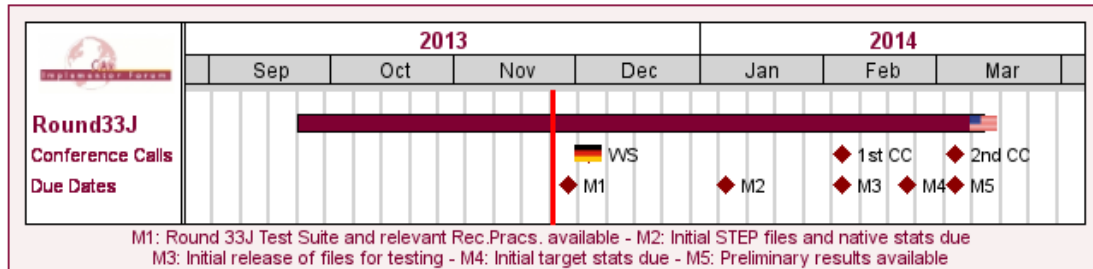 2013 2014
CAx
Implementor Forum
Sep Oct Nov Dec Jan Feb Mar
Round33J
Conference Calls WS 1st CC 2nd CC
Due Dates M1 M2 M3 M4 M5
M1: Round 33J Test Suite and relevant Rec.Pracs. available - M2: Initial STEP files and native stats due
M3: Initial release of files for testing - M4: Initial target stats due - M5: Preliminary results available